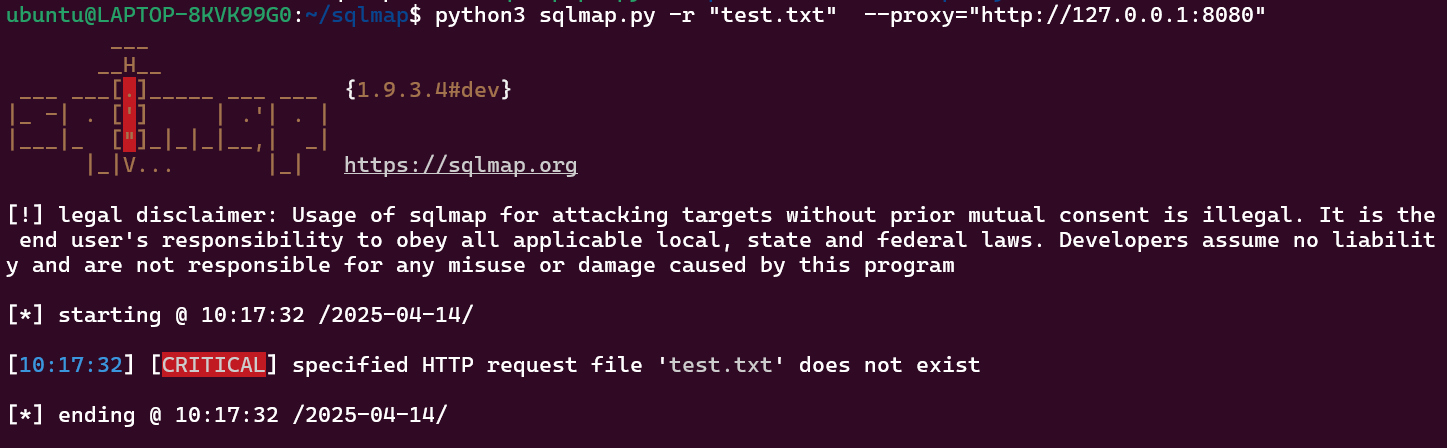 ubuntu@LAPTOP-8KVK99G0:~/sqlmap$ python3 sqlmap.py -r "test.txt"  --proxy="http://127.0.0.1:8080"
        ___
       __H__
 ___ ___[.]_____ ___ ___  {1.9.3.4#dev}
|_ -| . [']     | .'| . |
|___|_  ["]_|_|_|__,|  _|
      |_|V...       |_|   https://sqlmap.org
[!] legal disclaimer: Usage of sqlmap for attacking targets without prior mutual consent is illegal. It is the
 end user's responsibility to obey all applicable local, state and federal laws. Developers assume no liabilit
y and are not responsible for any misuse or damage caused by this program
[*] starting @ 10:17:32 /2025-04-14/
[10:17:32] [CRITICAL] specified HTTP request file 'test.txt' does not exist
[*] ending @ 10:17:32 /2025-04-14/